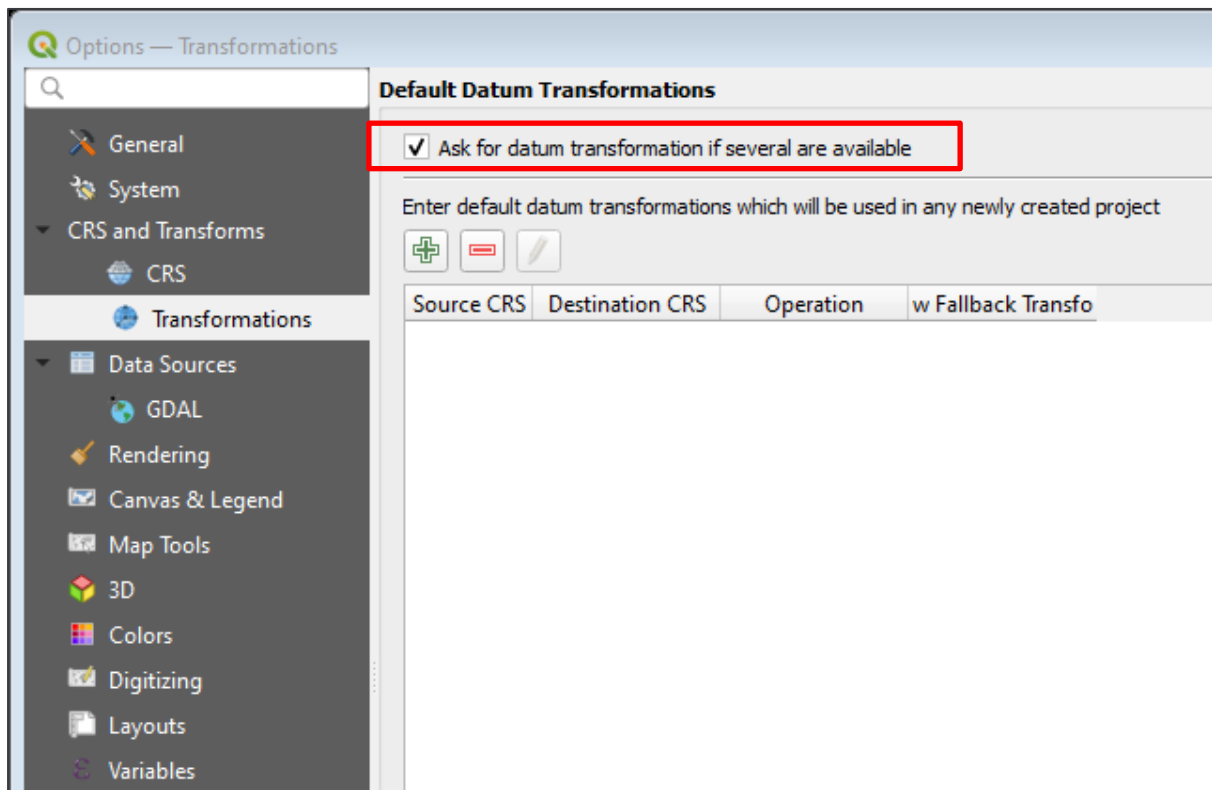 Options — Transformations
Default Datum Transformations
General
Ask for datum transformation if several are available
System
Enter default datum transformations which will be used in any newly created project
CRS and Transforms
CRS
Source CRS Destination CRS Operation w Fallback Transfo
Transformations
Data Sources
GDAL
Rendering
Canvas & Legend
Map Tools
3D
Colors
Digitizing
Layouts
Variables